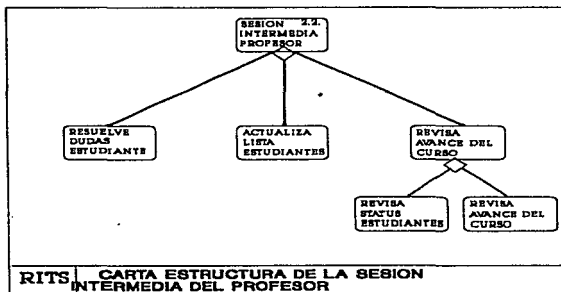 SESION 2.2.
INTERMEDIA
PROFESOR
RESUELVE
DUDAS
ESTUDIANTE
ACTUALIZA
LISTA
ESTUDIANTES
REVISA
AVANCE DEL
CURSO
REVISA
STATUS
ESTUDIANTES
REVISA
AVANCE DEL
CURSO
RITS
CARTA ESTRUCTURA DE LA SESION
INTERMEDIA DEL PROFESOR